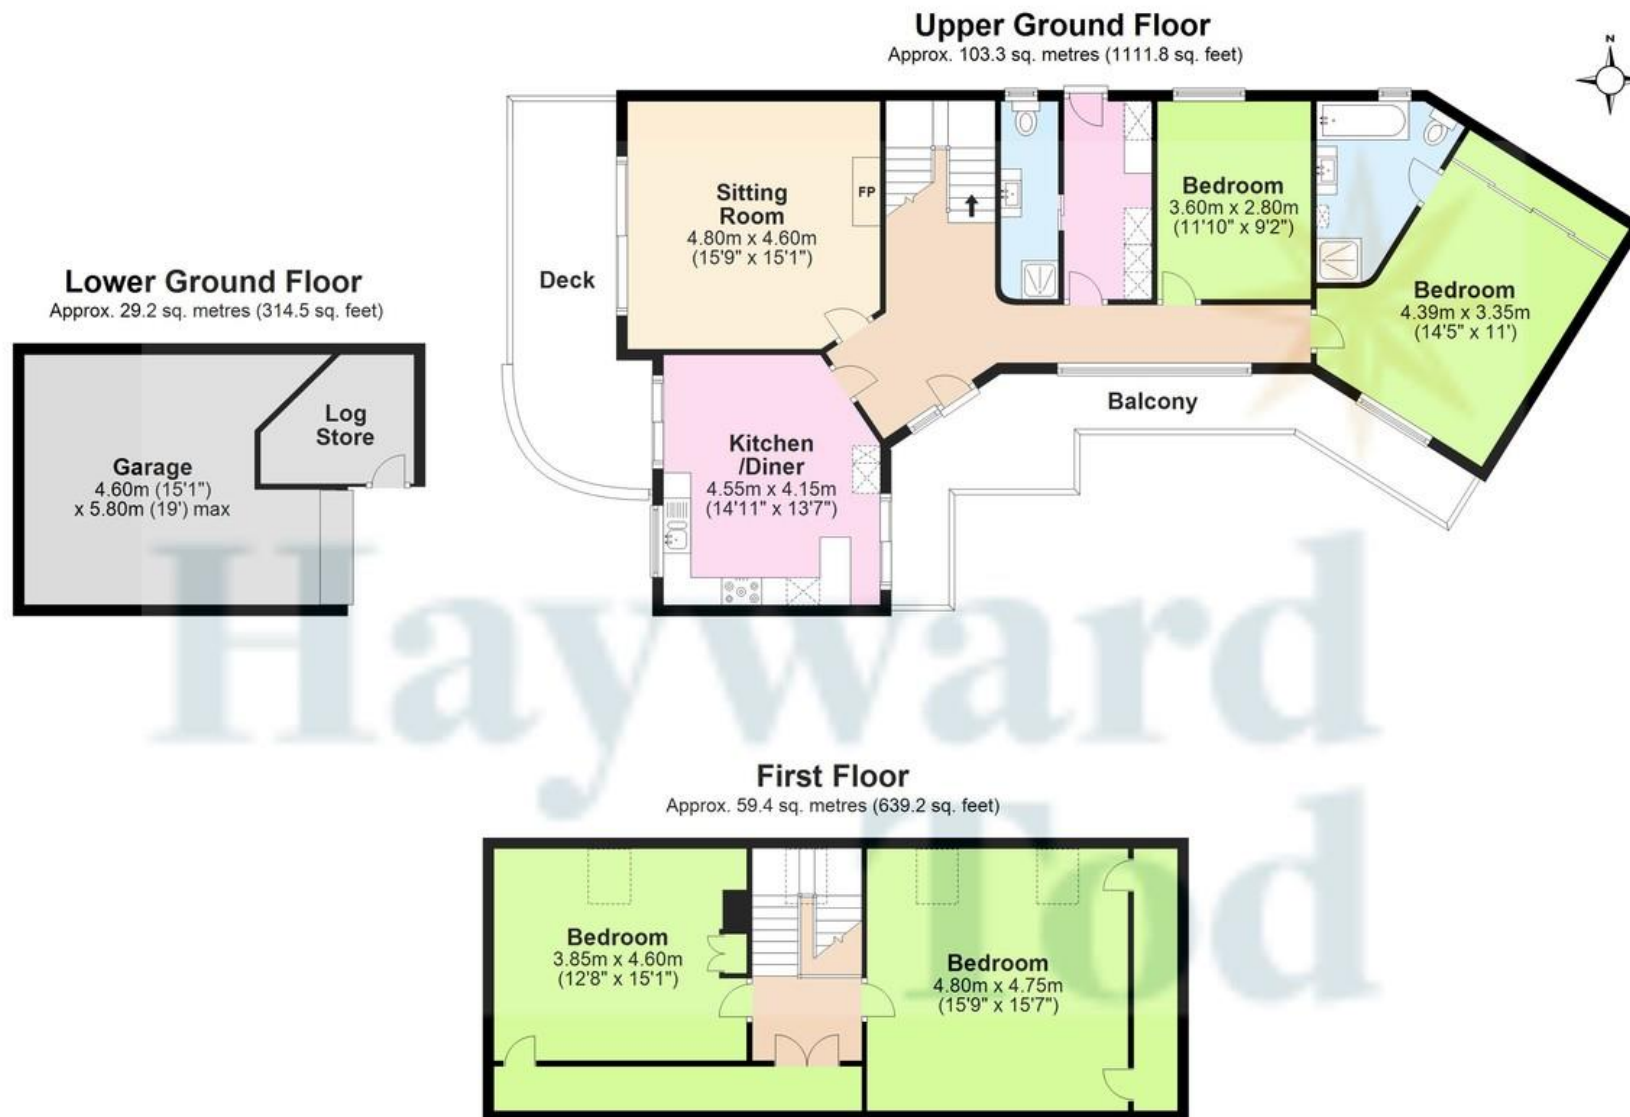 Upper Ground Floor
Approx. 103.3 sq. metres (1111.8 sq. feet)
N
Sitting
Room
4.80m x 4.60m
(15'9" x 15'1")
FP
Bedroom
3.60m x 2.80m
(11'10" x 9'2")
Bedroom
4.39m x 3.35m
(14'5" x 11')
Deck
Balcony
Kitchen
/Diner
4.55m x 4.15m
(14'11" x 13'7")
Lower Ground Floor
Approx. 29.2 sq. metres (314.5 sq. feet)
Log
Store
Garage
4.60m (15'1")
x 5.80m (19') max
Hayward
Tod
First Floor
Approx. 59.4 sq. metres (639.2 sq. feet)
Bedroom
3.85m x 4.60m
(12'8" x 15'1")
Bedroom
4.80m x 4.75m
(15'9" x 15'7")